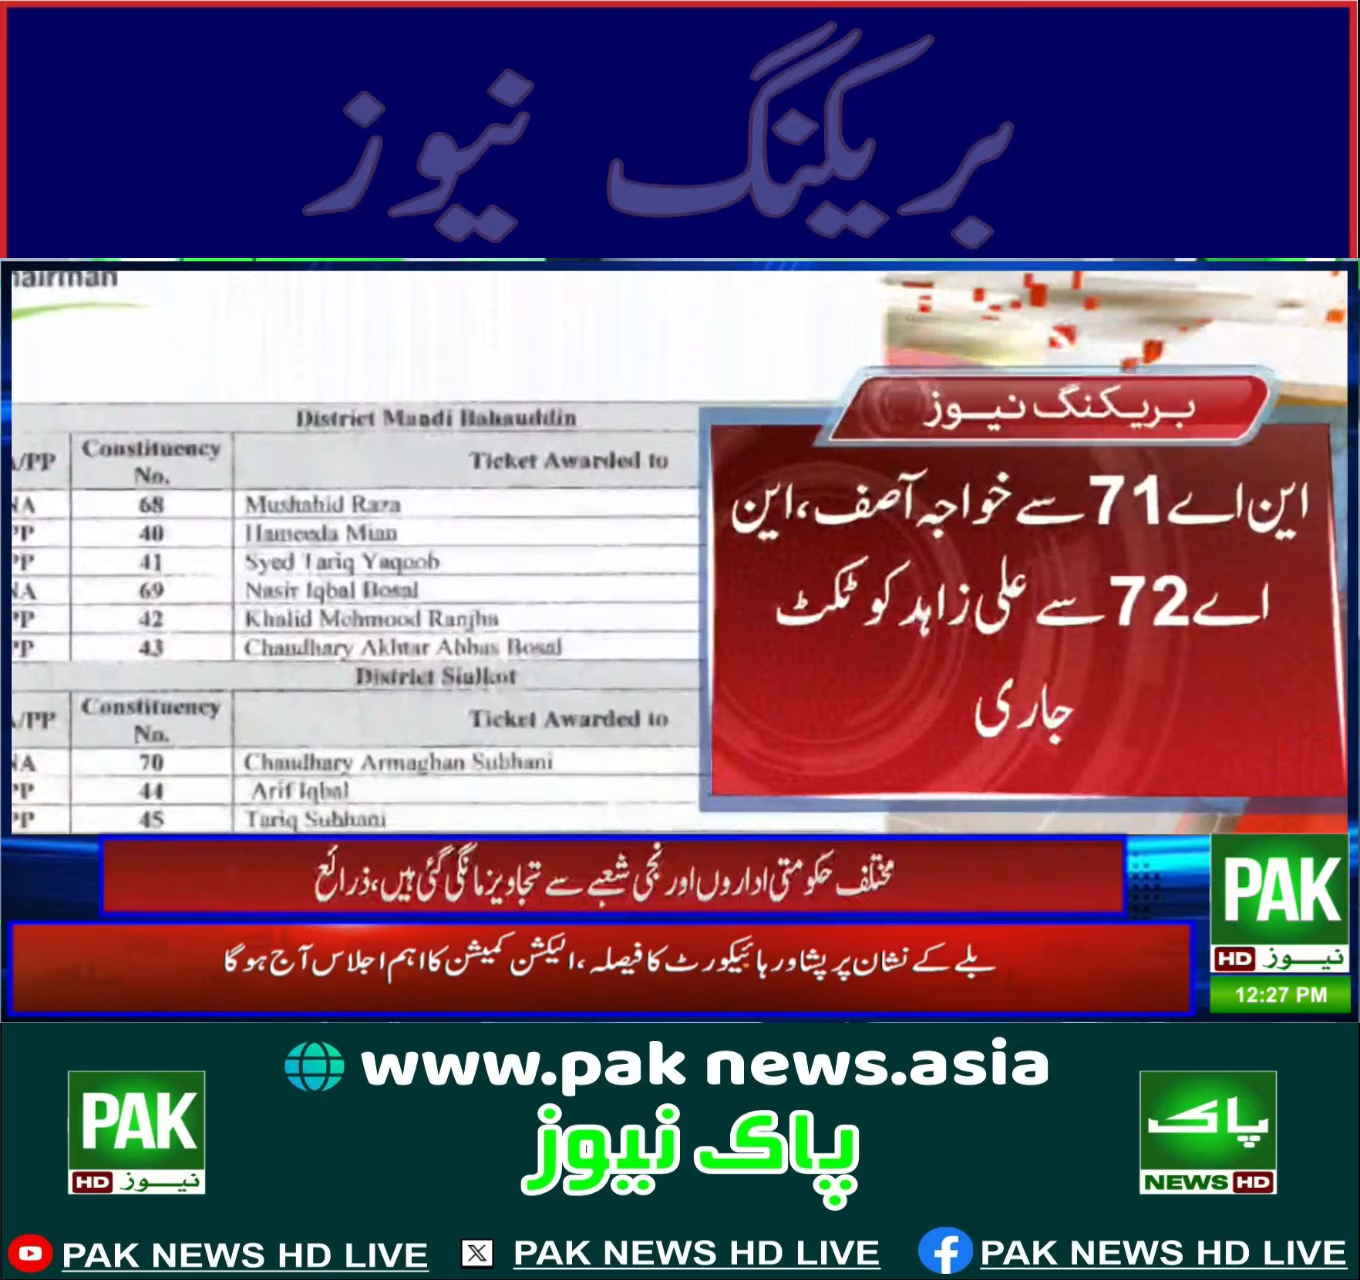 بریکنگ نیوز
hairman
District Mandi Bahauddin
A/PP Constituency No. Ticket Awarded to
NA 68 Mushahid Raza
PP 40 Hameeda Mian
PP 41 Syed Tariq Yaqoob
NA 69 Nasir Iqbal Bosal
PP 42 Khalid Mehmood Ranjha
PP 43 Chaudhary Akhtar Abbas Bosal
District Sialkot
A/PP Constituency No. Ticket Awarded to
NA 70 Chaudhary Armaghan Subhani
PP 44 Arif Iqbal
PP 45 Tariq Subhani
بریکنگ نیوز
این اے 71 سے خواجہ آصف، این
اے 72 سے علی زاہد کو ٹکٹ
جاری
مختلف حکومتی اداروں اور نجی شعبے سے تجاویز مانگی گئی ہیں، ذرائع
بلے کے نشان پر پشاور ہائیکورٹ کا فیصلہ، الیکشن کمیشن کا اہم اجلاس آج ہوگا
PAK
HD نیوز
12:27 PM
www.pak news.asia
پاک نیوز
PAK
HD نیوز
پاک
NEWS HD
PAK NEWS HD LIVE
PAK NEWS HD LIVE
PAK NEWS HD LIVE